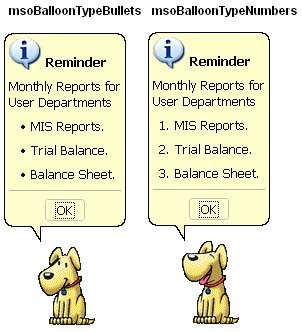 msoBalloonTypeBullets
Reminder
Monthly Reports for
User Departments
• MIS Reports.
• Trial Balance.
• Balance Sheet.
OK
msoBalloonTypeNumbers
Reminder
Monthly Reports for
User Departments
1. MIS Reports.
2. Trial Balance.
3. Balance Sheet.
OK